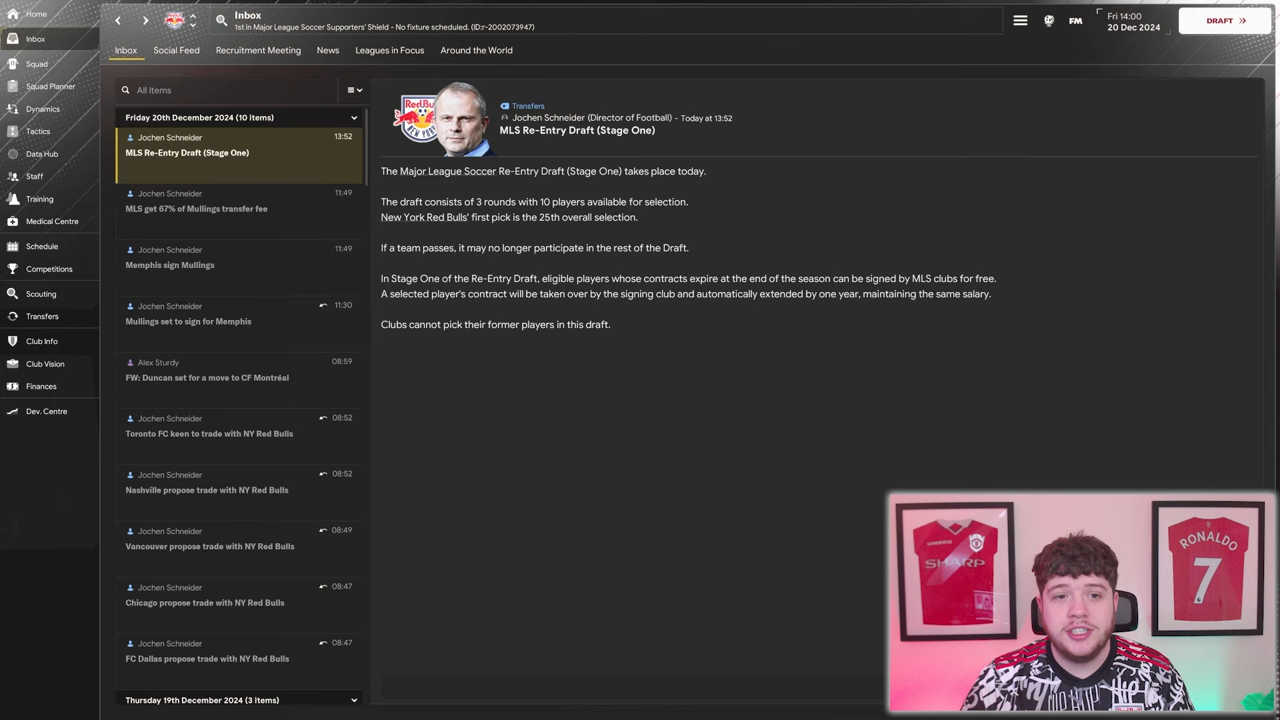 Home
Inbox
Squad
Squad Planner
Dynamics
Tactics
Data Hub
Staff
Training
Medical Centre
Schedule
Competitions
Scouting
Transfers
Club Info
Club Vision
Finances
Dev. Centre
Inbox
1st in Major League Soccer Supporters' Shield - No fixture scheduled. (ID:r-2002073947)
FM
Fri 14:00
20 Dec 2024
DRAFT
Inbox
Social Feed
Recruitment Meeting
News
Leagues in Focus
Around the World
All Items
Friday 20th December 2024 (10 items)
Jochen Schneider 13:52
MLS Re-Entry Draft (Stage One)
Jochen Schneider 11:49
MLS get 67% of Mullings transfer fee
Jochen Schneider 11:49
Memphis sign Mullings
Jochen Schneider 11:30
Mullings set to sign for Memphis
Alex Sturdy 08:59
FW: Duncan set for a move to CF Montréal
Jochen Schneider 08:52
Toronto FC keen to trade with NY Red Bulls
Jochen Schneider 08:52
Nashville propose trade with NY Red Bulls
Jochen Schneider 08:49
Vancouver propose trade with NY Red Bulls
Jochen Schneider 08:47
Chicago propose trade with NY Red Bulls
Jochen Schneider 08:47
FC Dallas propose trade with NY Red Bulls
Thursday 19th December 2024 (3 items)
Transfers
Jochen Schneider (Director of Football) - Today at 13:52
MLS Re-Entry Draft (Stage One)
The Major League Soccer Re-Entry Draft (Stage One) takes place today.
The draft consists of 3 rounds with 10 players available for selection.
New York Red Bulls' first pick is the 25th overall selection.
If a team passes, it may no longer participate in the rest of the Draft.
In Stage One of the Re-Entry Draft, eligible players whose contracts expire at the end of the season can be signed by MLS clubs for free.
A selected player's contract will be taken over by the signing club and automatically extended by one year, maintaining the same salary.
Clubs cannot pick their former players in this draft.
SHARP
RONALDO
7